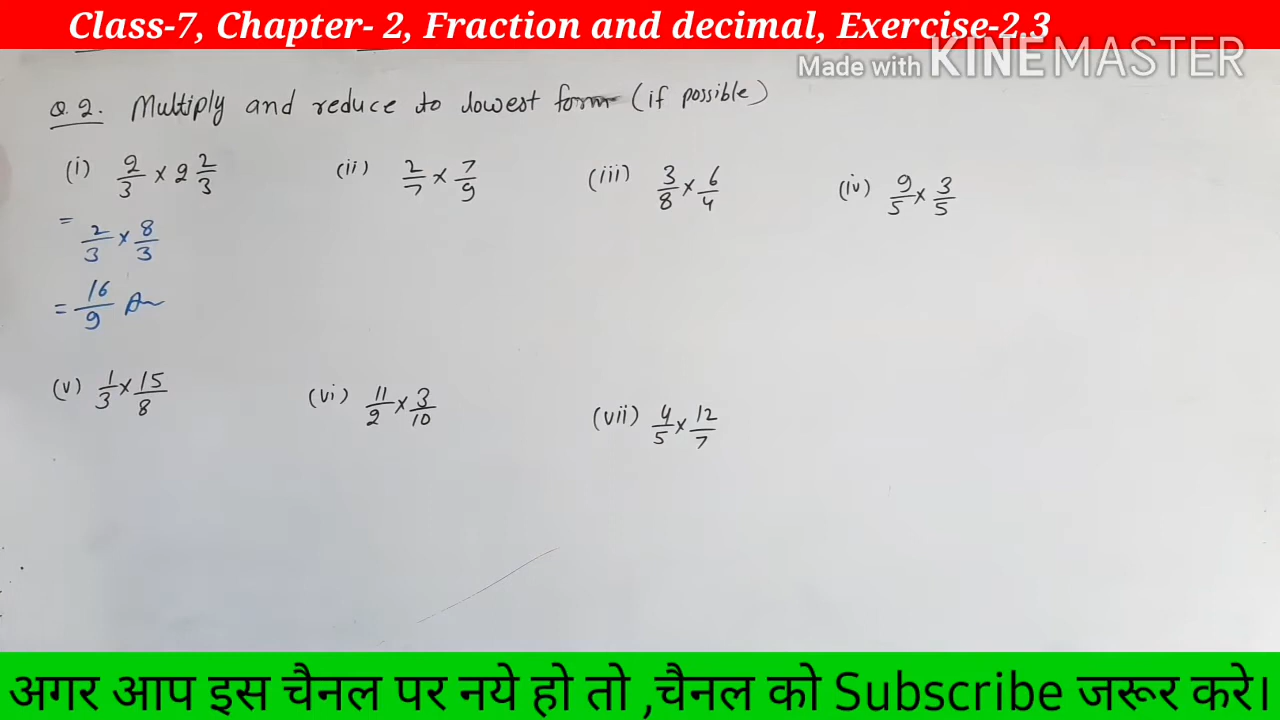 Class-7, Chapter- 2, Fraction and decimal, Exercise-2.3
Made with KINEMASTER
Q.2. Multiply and reduce to lowest form (if possible)
(i) 2/3 × 2 2/3 (ii) 2/7 × 7/9 (iii) 3/8 × 6/4 (iv) 9/5 × 3/5
= 2/3 × 8/3
= 16/9 An
(v) 1/3 × 15/8 (vi) 11/2 × 3/10 (vii) 4/5 × 12/7
अगर आप इस चैनल पर नये हो तो ,चैनल को Subscribe जरूर करे।